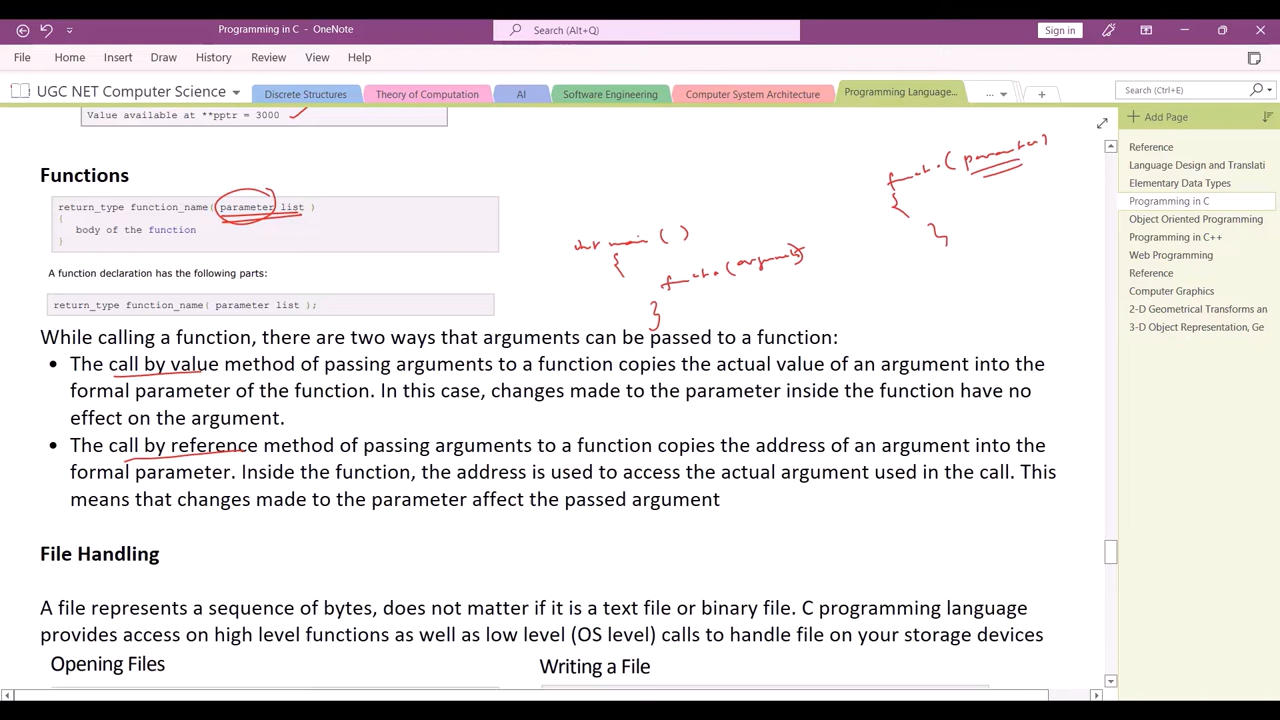 Programming in C - OneNote
Search (Alt+Q)
Sign in
File Home Insert Draw History Review View Help
UGC NET Computer Science
Discrete Structures
Theory of Computation
AI
Software Engineering
Computer System Architecture
Programming Language...
...
Search (Ctrl+E)
Add Page
Reference
Language Design and Translati
Elementary Data Types
Programming in C
Object Oriented Programming
Programming in C++
Web Programming
Reference
Computer Graphics
2-D Geometrical Transforms an
3-D Object Representation, Ge
Value available at **pptr = 3000
Functions
return_type function_name( parameter list )
{
body of the function
}
int main ( )
{
(arguments)
}
(parameter)
{
}
A function declaration has the following parts:
return_type function_name( parameter list );
While calling a function, there are two ways that arguments can be passed to a function:
• The call by value method of passing arguments to a function copies the actual value of an argument into the
formal parameter of the function. In this case, changes made to the parameter inside the function have no
effect on the argument.
• The call by reference method of passing arguments to a function copies the address of an argument into the
formal parameter. Inside the function, the address is used to access the actual argument used in the call. This
means that changes made to the parameter affect the passed argument
File Handling
A file represents a sequence of bytes, does not matter if it is a text file or binary file. C programming language
provides access on high level functions as well as low level (OS level) calls to handle file on your storage devices
Opening Files
Writing a File